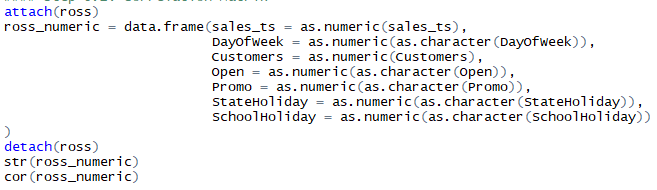 attach(ross)
ross_numeric = data.frame(sales_ts = as.numeric(sales_ts),
DayOfWeek = as.numeric(as.character(DayOfWeek)),
Customers = as.numeric(Customers),
Open = as.numeric(as.character(Open)),
Promo = as.numeric(as.character(Promo)),
StateHoliday = as.numeric(as.character(StateHoliday)),
SchoolHoliday = as.numeric(as.character(SchoolHoliday))
)
detach(ross)
str(ross_numeric)
cor(ross_numeric)